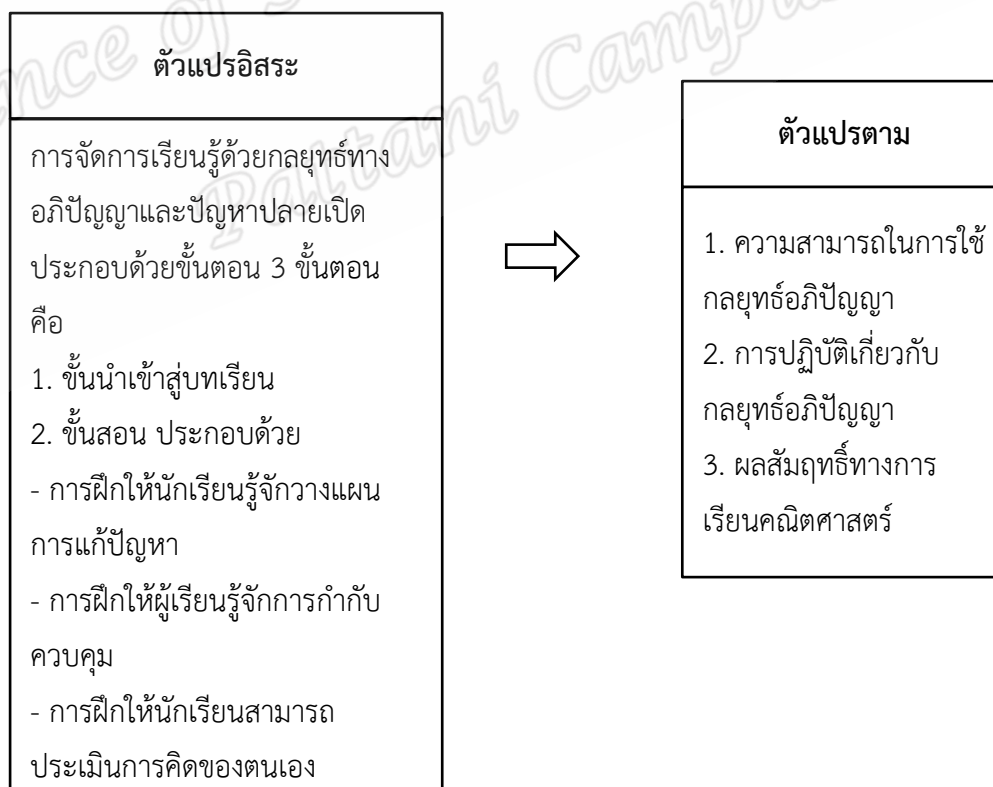 ตัวแปรอิสระ
การจัดการเรียนรู้ด้วยกลยุทธ์ทาง
อภิปัญญาและปัญหาปลายเปิด
ประกอบด้วยขั้นตอน 3 ขั้นตอน
คือ
1. ขั้นนำเข้าสู่บทเรียน
2. ขั้นสอน ประกอบด้วย
- การฝึกให้นักเรียนรู้จักวางแผน
การแก้ปัญหา
- การฝึกให้ผู้เรียนรู้จักการกำกับ
ควบคุม
- การฝึกให้นักเรียนสามารถ
ประเมินการคิดของตนเอง
ตัวแปรตาม
1. ความสามารถในการใช้
กลยุทธ์อภิปัญญา
2. การปฏิบัติเกี่ยวกับ
กลยุทธ์อภิปัญญา
3. ผลสัมฤทธิ์ทางการ
เรียนคณิตศาสตร์
Pattani Campus